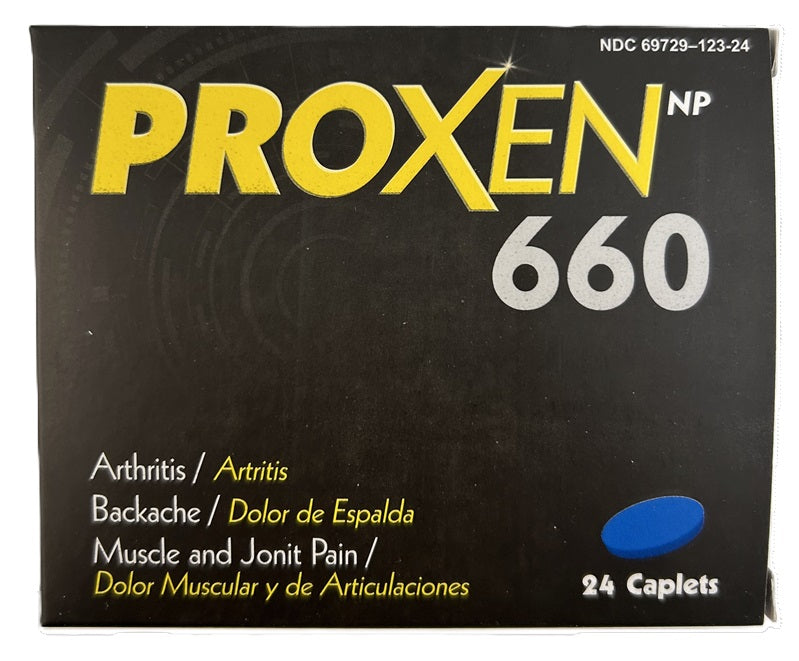 NDC 69729–123-24
PROXEN NP
660
Arthritis / Artritis
Backache / Dolor de Espalda
Muscle and Jonit Pain /
Dolor Muscular y de Articulaciones
24 Caplets